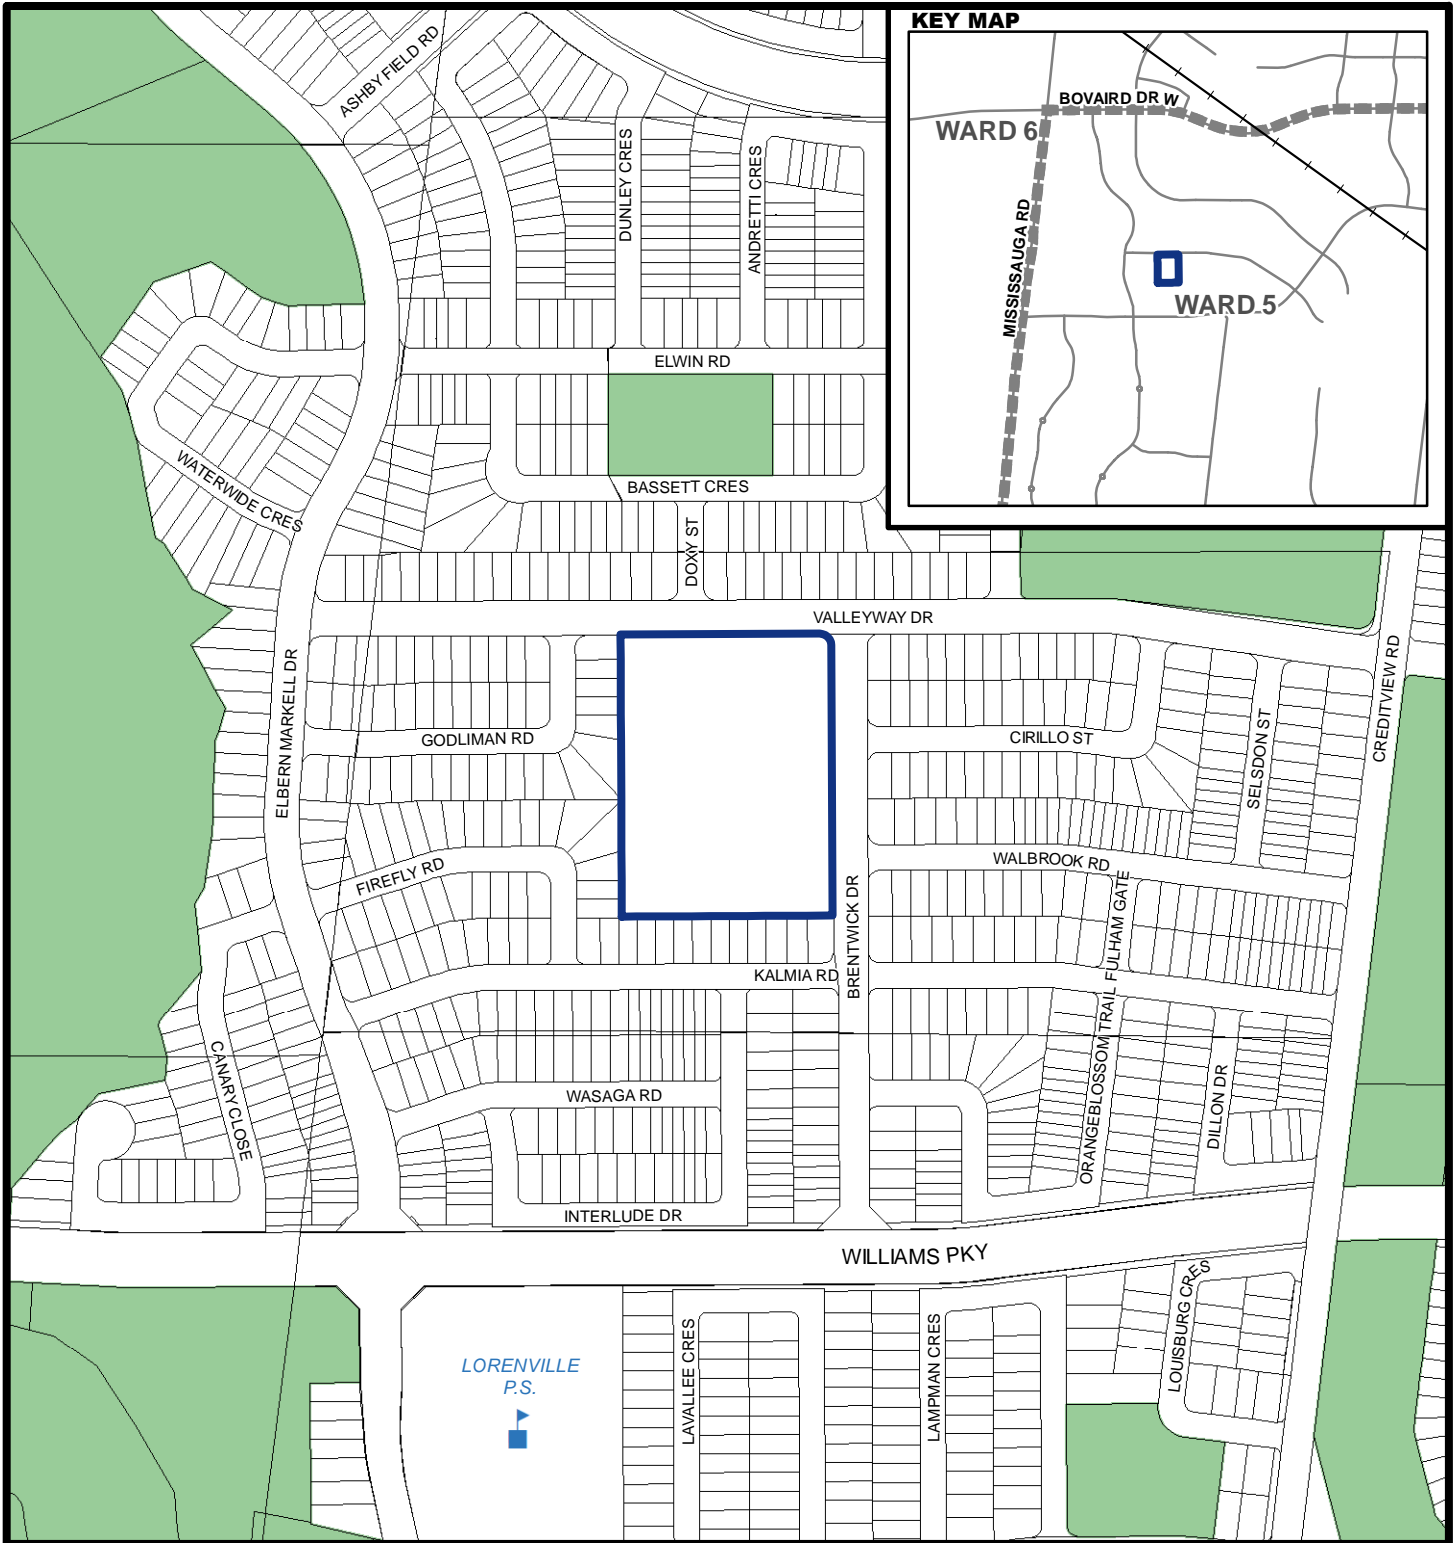 KEY MAP
BOVAIRD DR W
WARD 6
MISSISSAUGA RD
WARD 5
ASHBY FIELD RD
DUNLEY CRES
ANDRETTI CRES
ELWIN RD
WATERWIDE CRES
BASSETT CRES
DOXY ST
VALLEYWAY DR
ELBERN MARKELL DR
GODLIMAN RD
CIRILLO ST
SELSDON ST
CREDITVIEW RD
FIREFLY RD
WALBROOK RD
BRENTWICK DR
FULHAM GATE
KALMIA RD
ORANGEBLOSSOM TRAIL
CANARY CLOSE
WASAGA RD
DILLON DR
INTERLUDE DR
WILLIAMS PKY
LOUISBURG CRES
LORENVILLE
P.S.
LAVALLEE CRES
LAMPMAN CRES